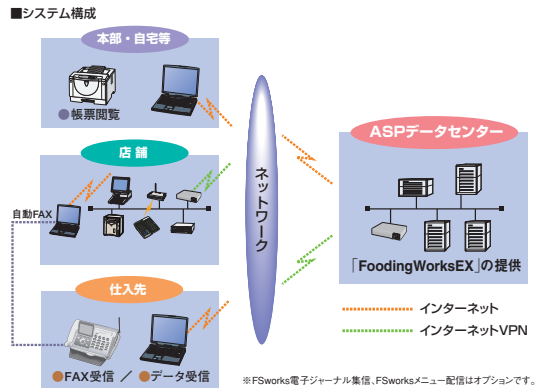 ■システム構成
本部・自宅等
●帳票閲覧
店 舗
自動FAX
仕入先
●FAX受信 ／ ●データ受信
ネットワーク
ASPデータセンター
「FoodingWorksEX」の提供
インターネット
インターネットVPN
※FSworks電子ジャーナル集信、FSworksメニュー配信はオプションです。